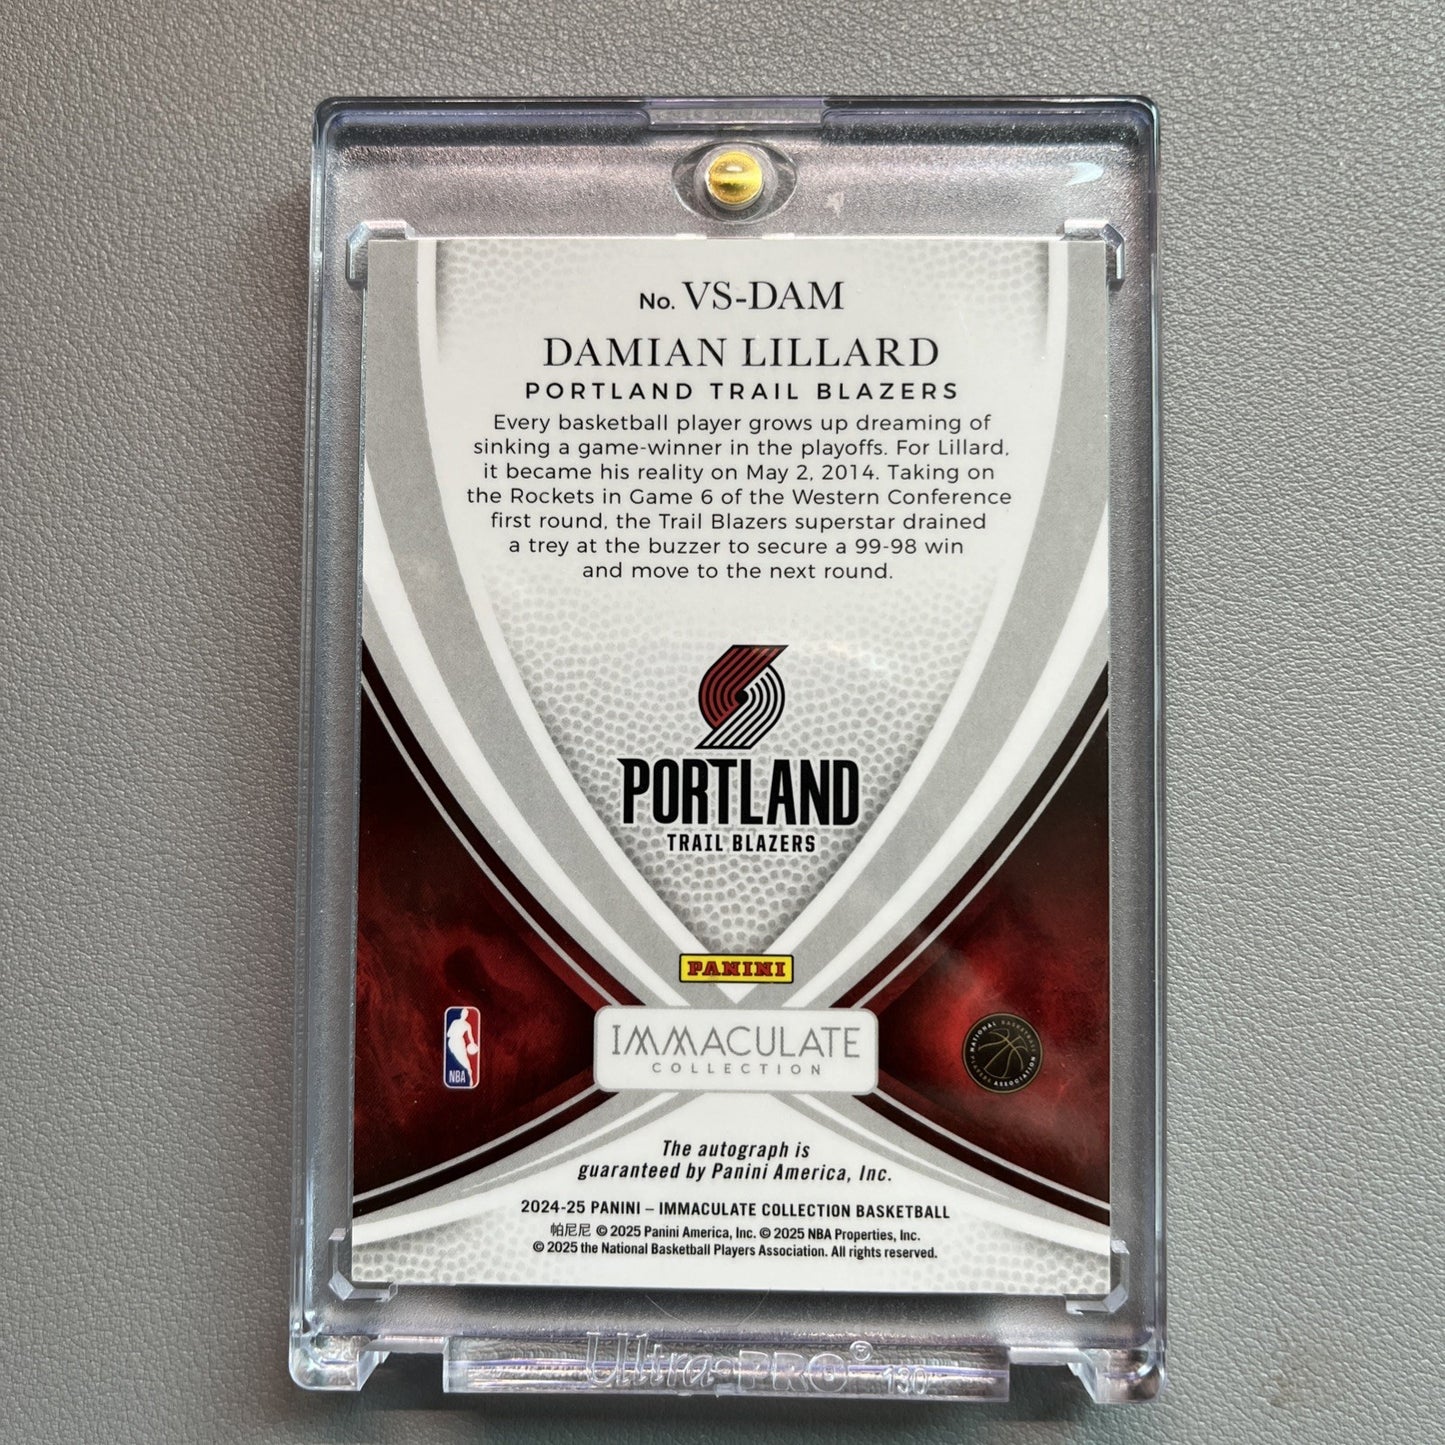 No. VS-DAM
DAMIAN LILLARD
PORTLAND TRAIL BLAZERS
Every basketball player grows up dreaming of
sinking a game-winner in the playoffs. For Lillard,
it became his reality on May 2, 2014. Taking on
the Rockets in Game 6 of the Western Conference
first round, the Trail Blazers superstar drained
a trey at the buzzer to secure a 99-98 win
and move to the next round.
PORTLAND
TRAIL BLAZERS
PANINI
IMMACULATE
COLLECTION
NBA
NATIONAL BASKETBALL PLAYERS ASSOCIATION
The autograph is
guaranteed by Panini America, Inc.
2024-25 PANINI – IMMACULATE COLLECTION BASKETBALL
帕尼尼 © 2025 Panini America, Inc. © 2025 NBA Properties, Inc.
© 2025 the National Basketball Players Association. All rights reserved.
Ultra•PRO® 130